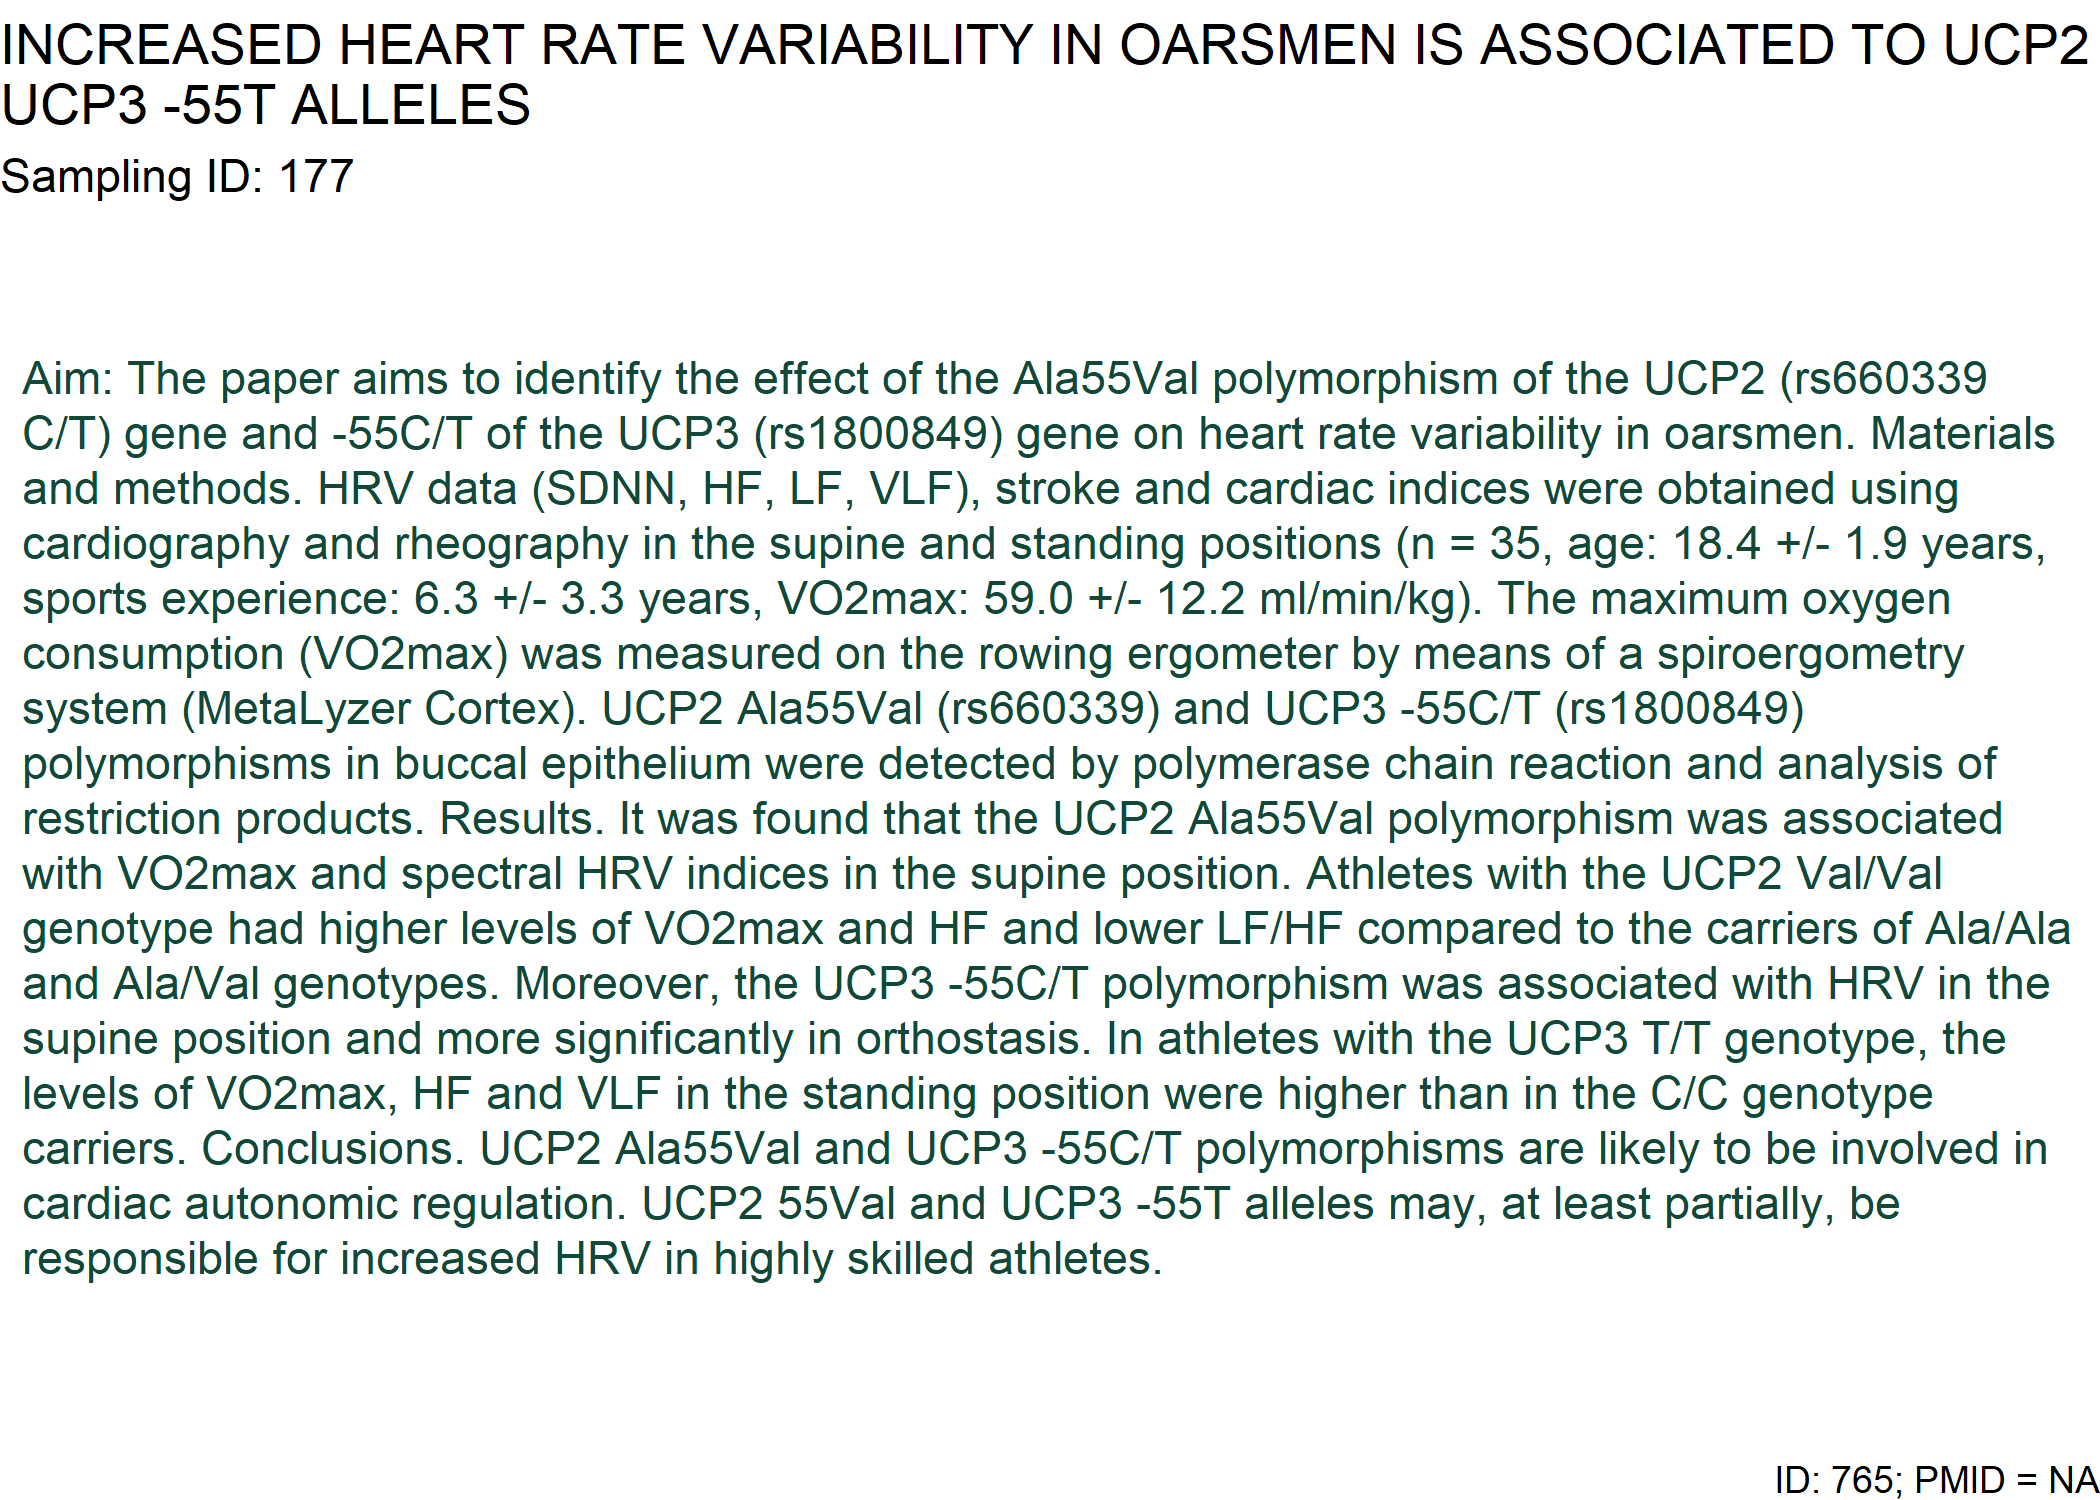 INCREASED HEART RATE VARIABILITY IN OARSMEN IS ASSOCIATED TO UCP2
UCP3 -55T ALLELES
Sampling ID: 177
Aim: The paper aims to identify the effect of the Ala55Val polymorphism of the UCP2 (rs660339
C/T) gene and -55C/T of the UCP3 (rs1800849) gene on heart rate variability in oarsmen. Materials
and methods. HRV data (SDNN, HF, LF, VLF), stroke and cardiac indices were obtained using
cardiography and rheography in the supine and standing positions (n = 35, age: 18.4 +/- 1.9 years,
sports experience: 6.3 +/- 3.3 years, VO2max: 59.0 +/- 12.2 ml/min/kg). The maximum oxygen
consumption (VO2max) was measured on the rowing ergometer by means of a spiroergometry
system (MetaLyzer Cortex). UCP2 Ala55Val (rs660339) and UCP3 -55C/T (rs1800849)
polymorphisms in buccal epithelium were detected by polymerase chain reaction and analysis of
restriction products. Results. It was found that the UCP2 Ala55Val polymorphism was associated
with VO2max and spectral HRV indices in the supine position. Athletes with the UCP2 Val/Val
genotype had higher levels of VO2max and HF and lower LF/HF compared to the carriers of Ala/Ala
and Ala/Val genotypes. Moreover, the UCP3 -55C/T polymorphism was associated with HRV in the
supine position and more significantly in orthostasis. In athletes with the UCP3 T/T genotype, the
levels of VO2max, HF and VLF in the standing position were higher than in the C/C genotype
carriers. Conclusions. UCP2 Ala55Val and UCP3 -55C/T polymorphisms are likely to be involved in
cardiac autonomic regulation. UCP2 55Val and UCP3 -55T alleles may, at least partially, be
responsible for increased HRV in highly skilled athletes.
ID: 765; PMID = NA